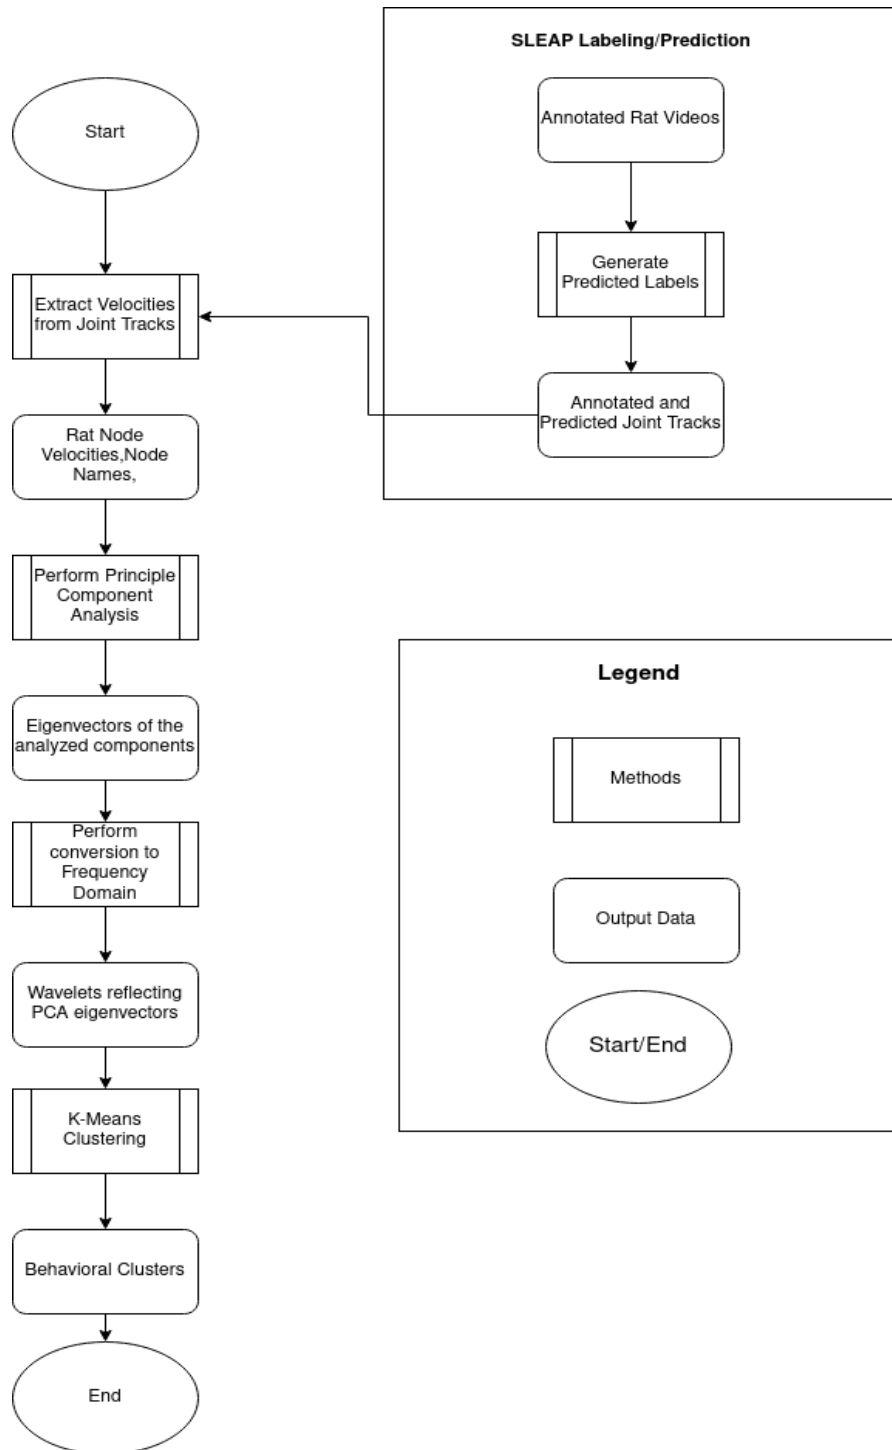 SLEAP Labeling/Prediction
Annotated Rat Videos
Generate
Predicted Labels
Annotated and
Predicted Joint Tracks
Start
Extract Velocities
from Joint Tracks
Rat Node
Velocities,Node
Names,
Perform Principle
Component
Analysis
Eigenvectors of the
analyzed components
Perform
conversion to
Frequency
Domain
Wavelets reflecting
PCA eigenvectors
K-Means
Clustering
Behavioral Clusters
End
Legend
Methods
Output Data
Start/End